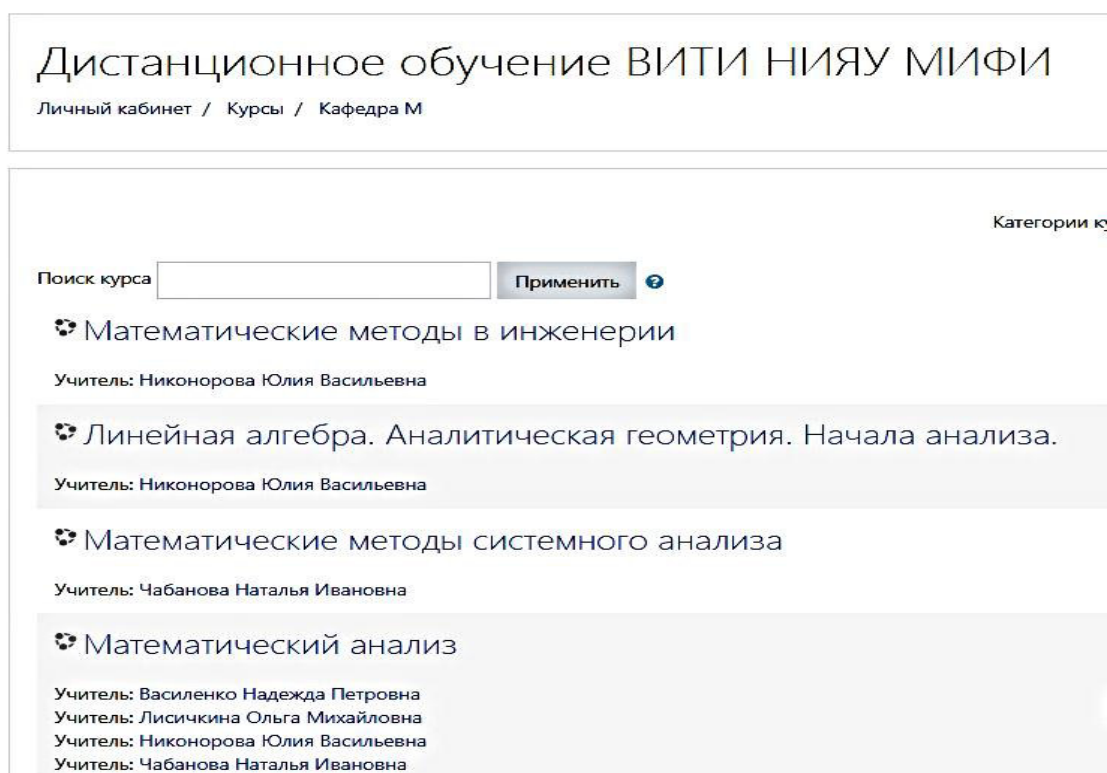 Дистанционное обучение ВИТИ НИЯУ МИФИ
Личный кабинет / Курсы / Кафедра М
Категории
Поиск курса Применить
Математические методы в инженерии
Учитель: Никонорова Юлия Васильевна
Линейная алгебра. Аналитическая геометрия. Начала анализа.
Учитель: Никонорова Юлия Васильевна
Математические методы системного анализа
Учитель: Чабанова Наталья Ивановна
Математический анализ
Учитель: Василенко Надежда Петровна
Учитель: Лисичкина Ольга Михайловна
Учитель: Никонорова Юлия Васильевна
Учитель: Чабанова Наталья Ивановна